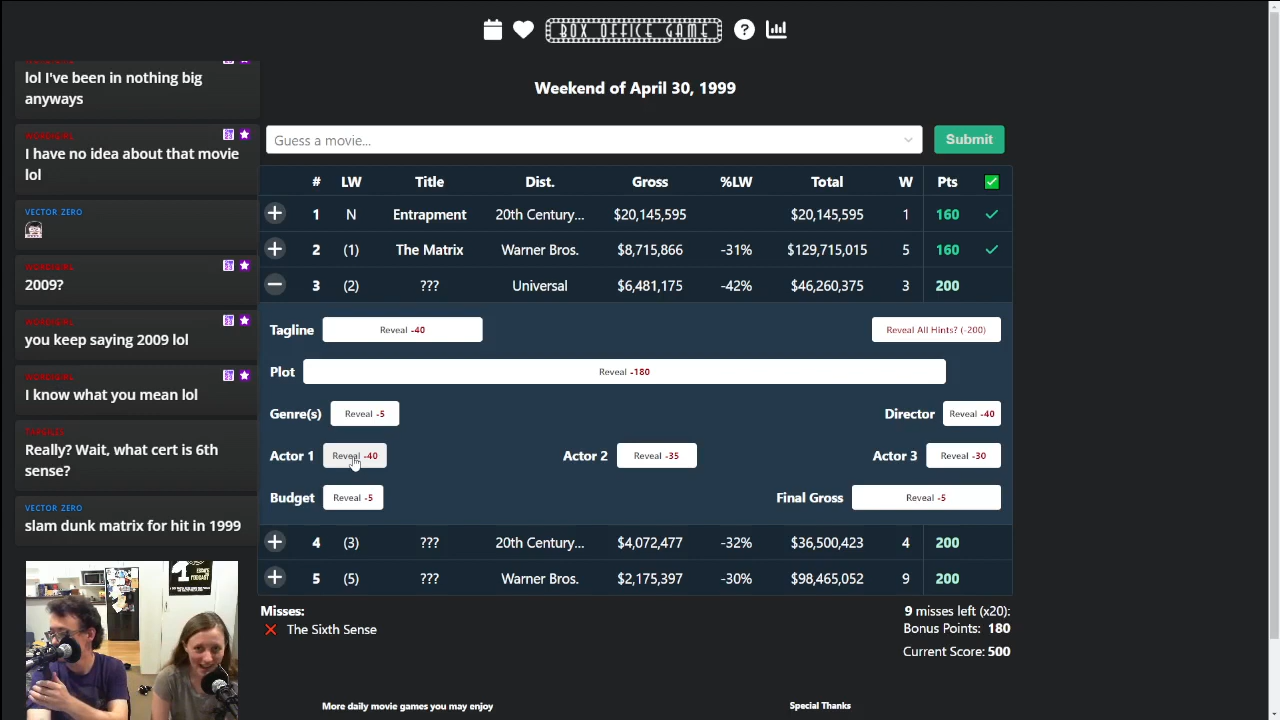 BOX OFFICE GAME
?
lol I've been in nothing big
anyways
WORDIGIRL
I have no idea about that movie
lol
VECTOR ZERO
WORDIGIRL
2009?
WORDIGIRL
you keep saying 2009 lol
WORDIGIRL
I know what you mean lol
Really? Wait, what cert is 6th
sense?
VECTOR ZERO
slam dunk matrix for hit in 1999
Weekend of April 30, 1999
Guess a movie...
Submit
# LW Title Dist. Gross %LW Total W Pts
1 N Entrapment 20th Century... $20,145,595 $20,145,595 1 160
2 (1) The Matrix Warner Bros. $8,715,866 -31% $129,715,015 5 160
3 (2) ??? Universal $6,481,175 -42% $46,260,375 3 200
Tagline Reveal -40 Reveal All Hints? (-200)
Plot Reveal -180
Genre(s) Reveal -5 Director Reveal -40
Actor 1 Reveal -40 Actor 2 Reveal -35 Actor 3 Reveal -30
Budget Reveal -5 Final Gross Reveal -5
4 (3) ??? 20th Century... $4,072,477 -32% $36,500,423 4 200
5 (5) ??? Warner Bros. $2,175,397 -30% $98,465,052 9 200
Misses:
The Sixth Sense
9 misses left (x20):
Bonus Points: 180
Current Score: 500
More daily movie games you may enjoy
Special Thanks